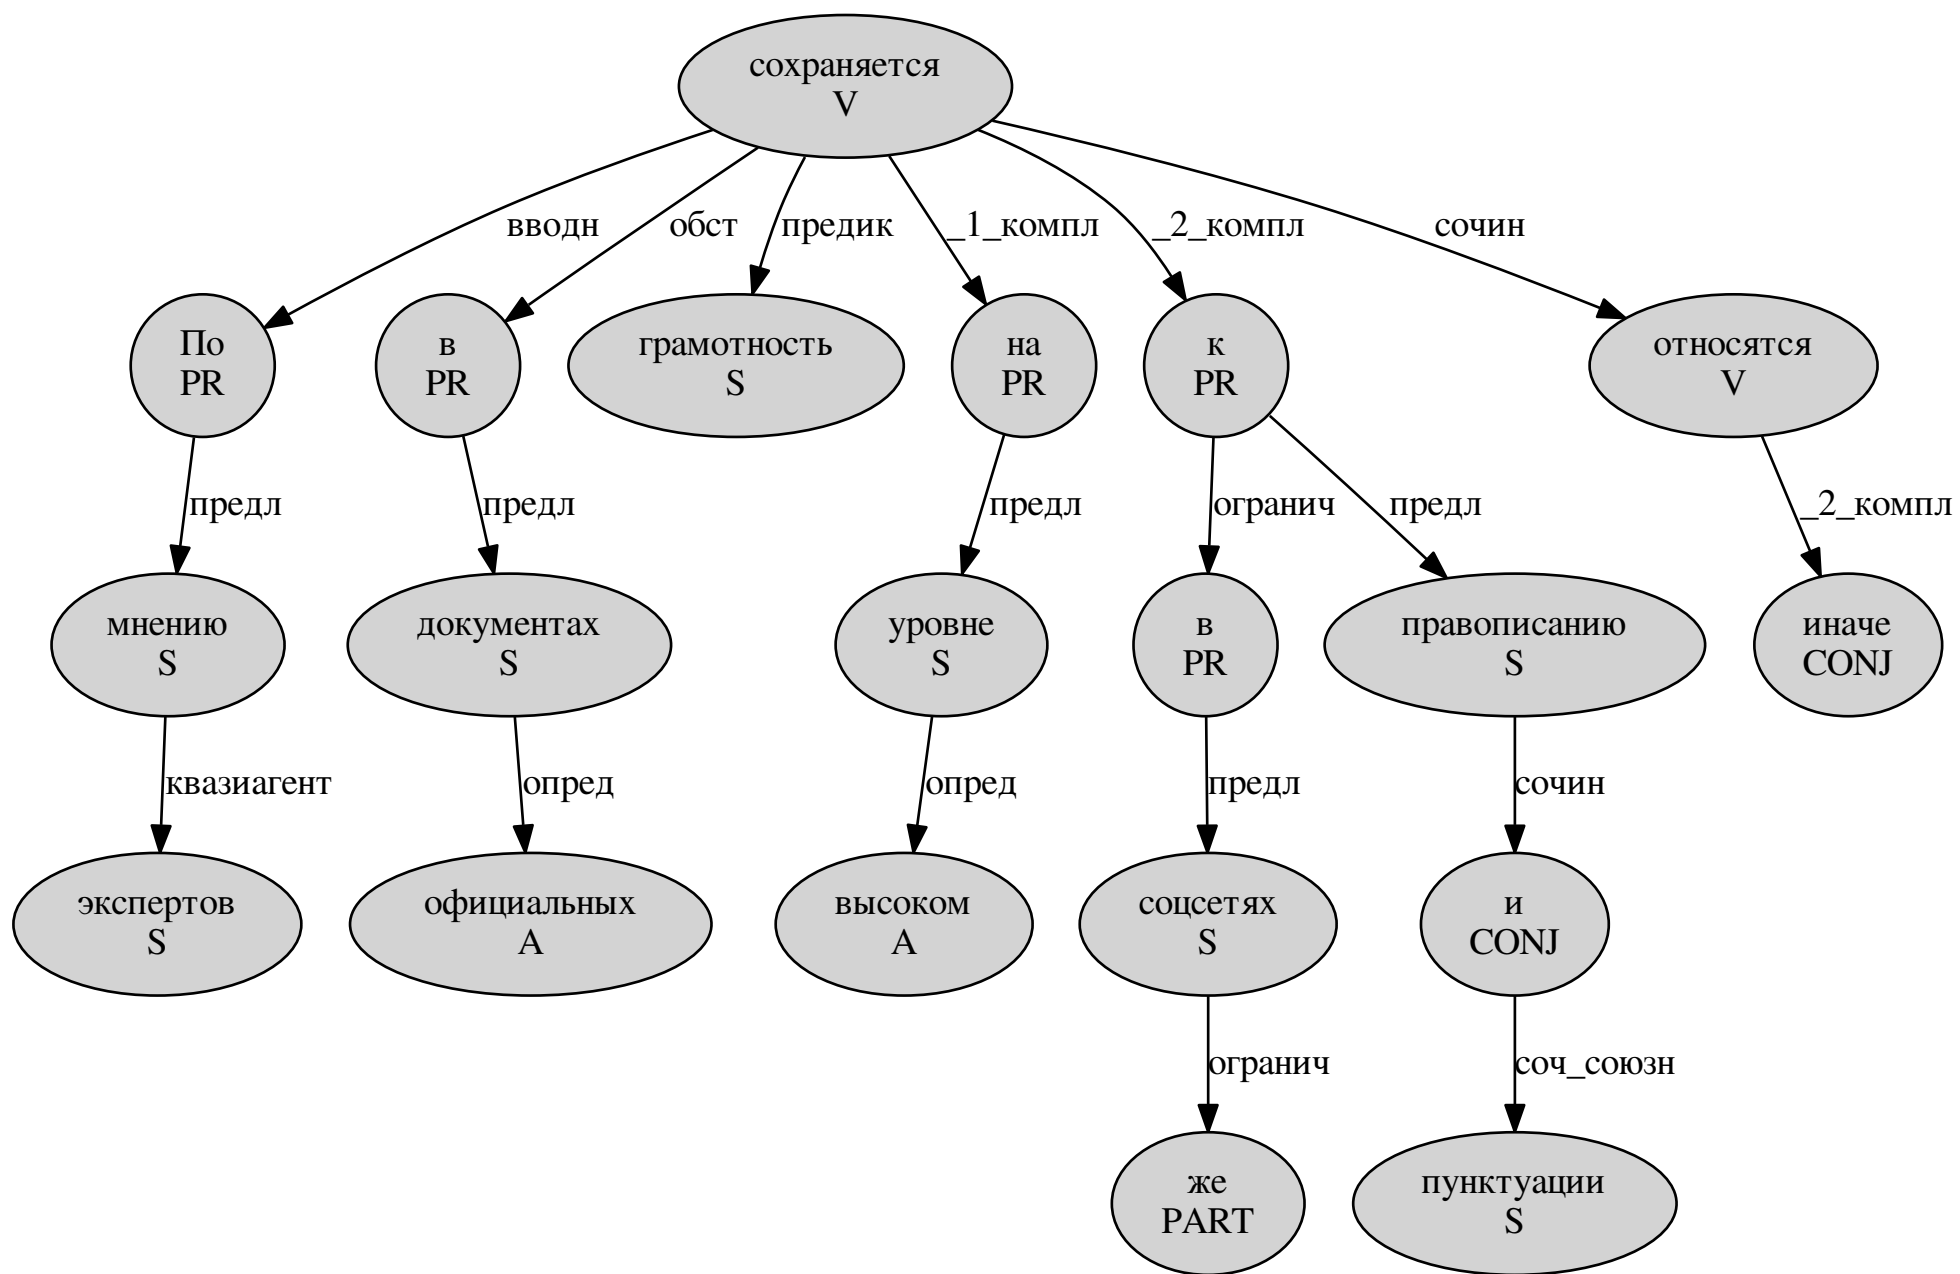 сохраняется
V
вводн
обст
предик
_1_компл
_2_компл
сочин
По
PR
в
PR
грамотность
S
на
PR
к
PR
относятся
V
предл
предл
предл
огранич
предл
_2_компл
мнению
S
документах
S
уровне
S
в
PR
правописанию
S
иначе
CONJ
квазиагент
опред
опред
предл
сочин
экспертов
S
официальных
A
высоком
A
соцсетях
S
и
CONJ
огранич
соч_союзн
же
PART
пунктуации
S